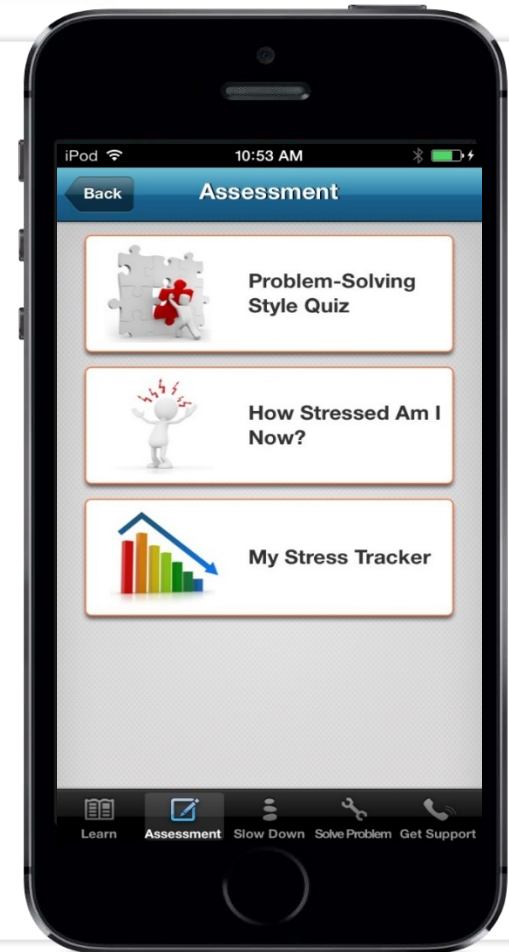 iPod 10:53 AM
Back Assessment
Problem-Solving
Style Quiz
How Stressed Am I
Now?
My Stress Tracker
Learn Assessment Slow Down Solve Problem Get Support